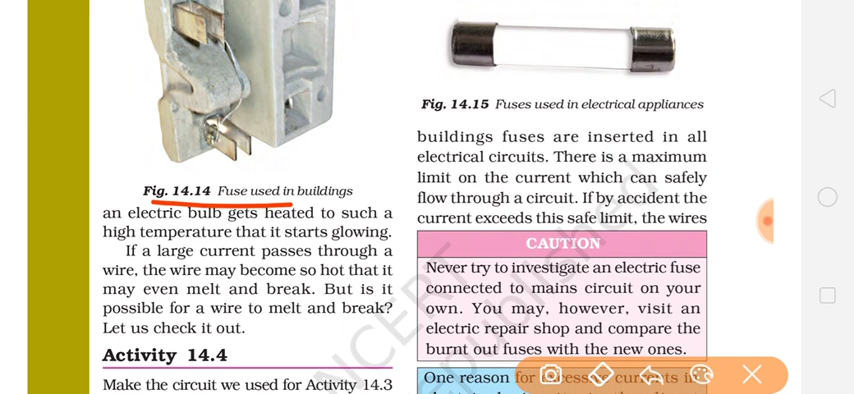 Fig. 14.14 Fuse used in buildings
an electric bulb gets heated to such a
high temperature that it starts glowing.
If a large current passes through a
wire, the wire may become so hot that it
may even melt and break. But is it
possible for a wire to melt and break?
Let us check it out.
Activity 14.4
Make the circuit we used for Activity 14.3
Fig. 14.15 Fuses used in electrical appliances
buildings fuses are inserted in all
electrical circuits. There is a maximum
limit on the current which can safely
flow through a circuit. If by accident the
current exceeds this safe limit, the wires
CAUTION
Never try to investigate an electric fuse
connected to mains circuit on your
own. You may, however, visit an
electric repair shop and compare the
burnt out fuses with the new ones.
One reason for excessive currents in
NCERT
republished